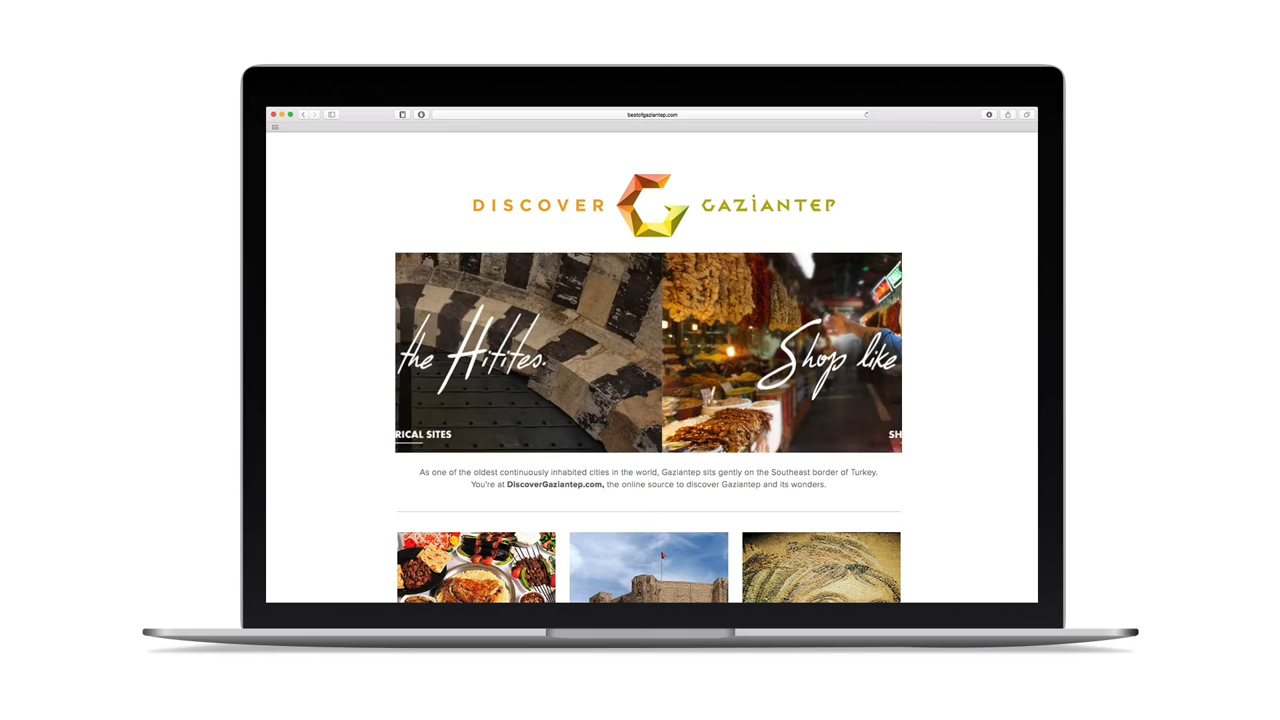 bestofgaziantep.com
DISCOVER GAZİANTEP
the Hitites.
Shop like
RICAL SITES
SH
As one of the oldest continuously inhabited cities in the world, Gaziantep sits gently on the Southeast border of Turkey.
You're at DiscoverGaziantep.com, the online source to discover Gaziantep and its wonders.